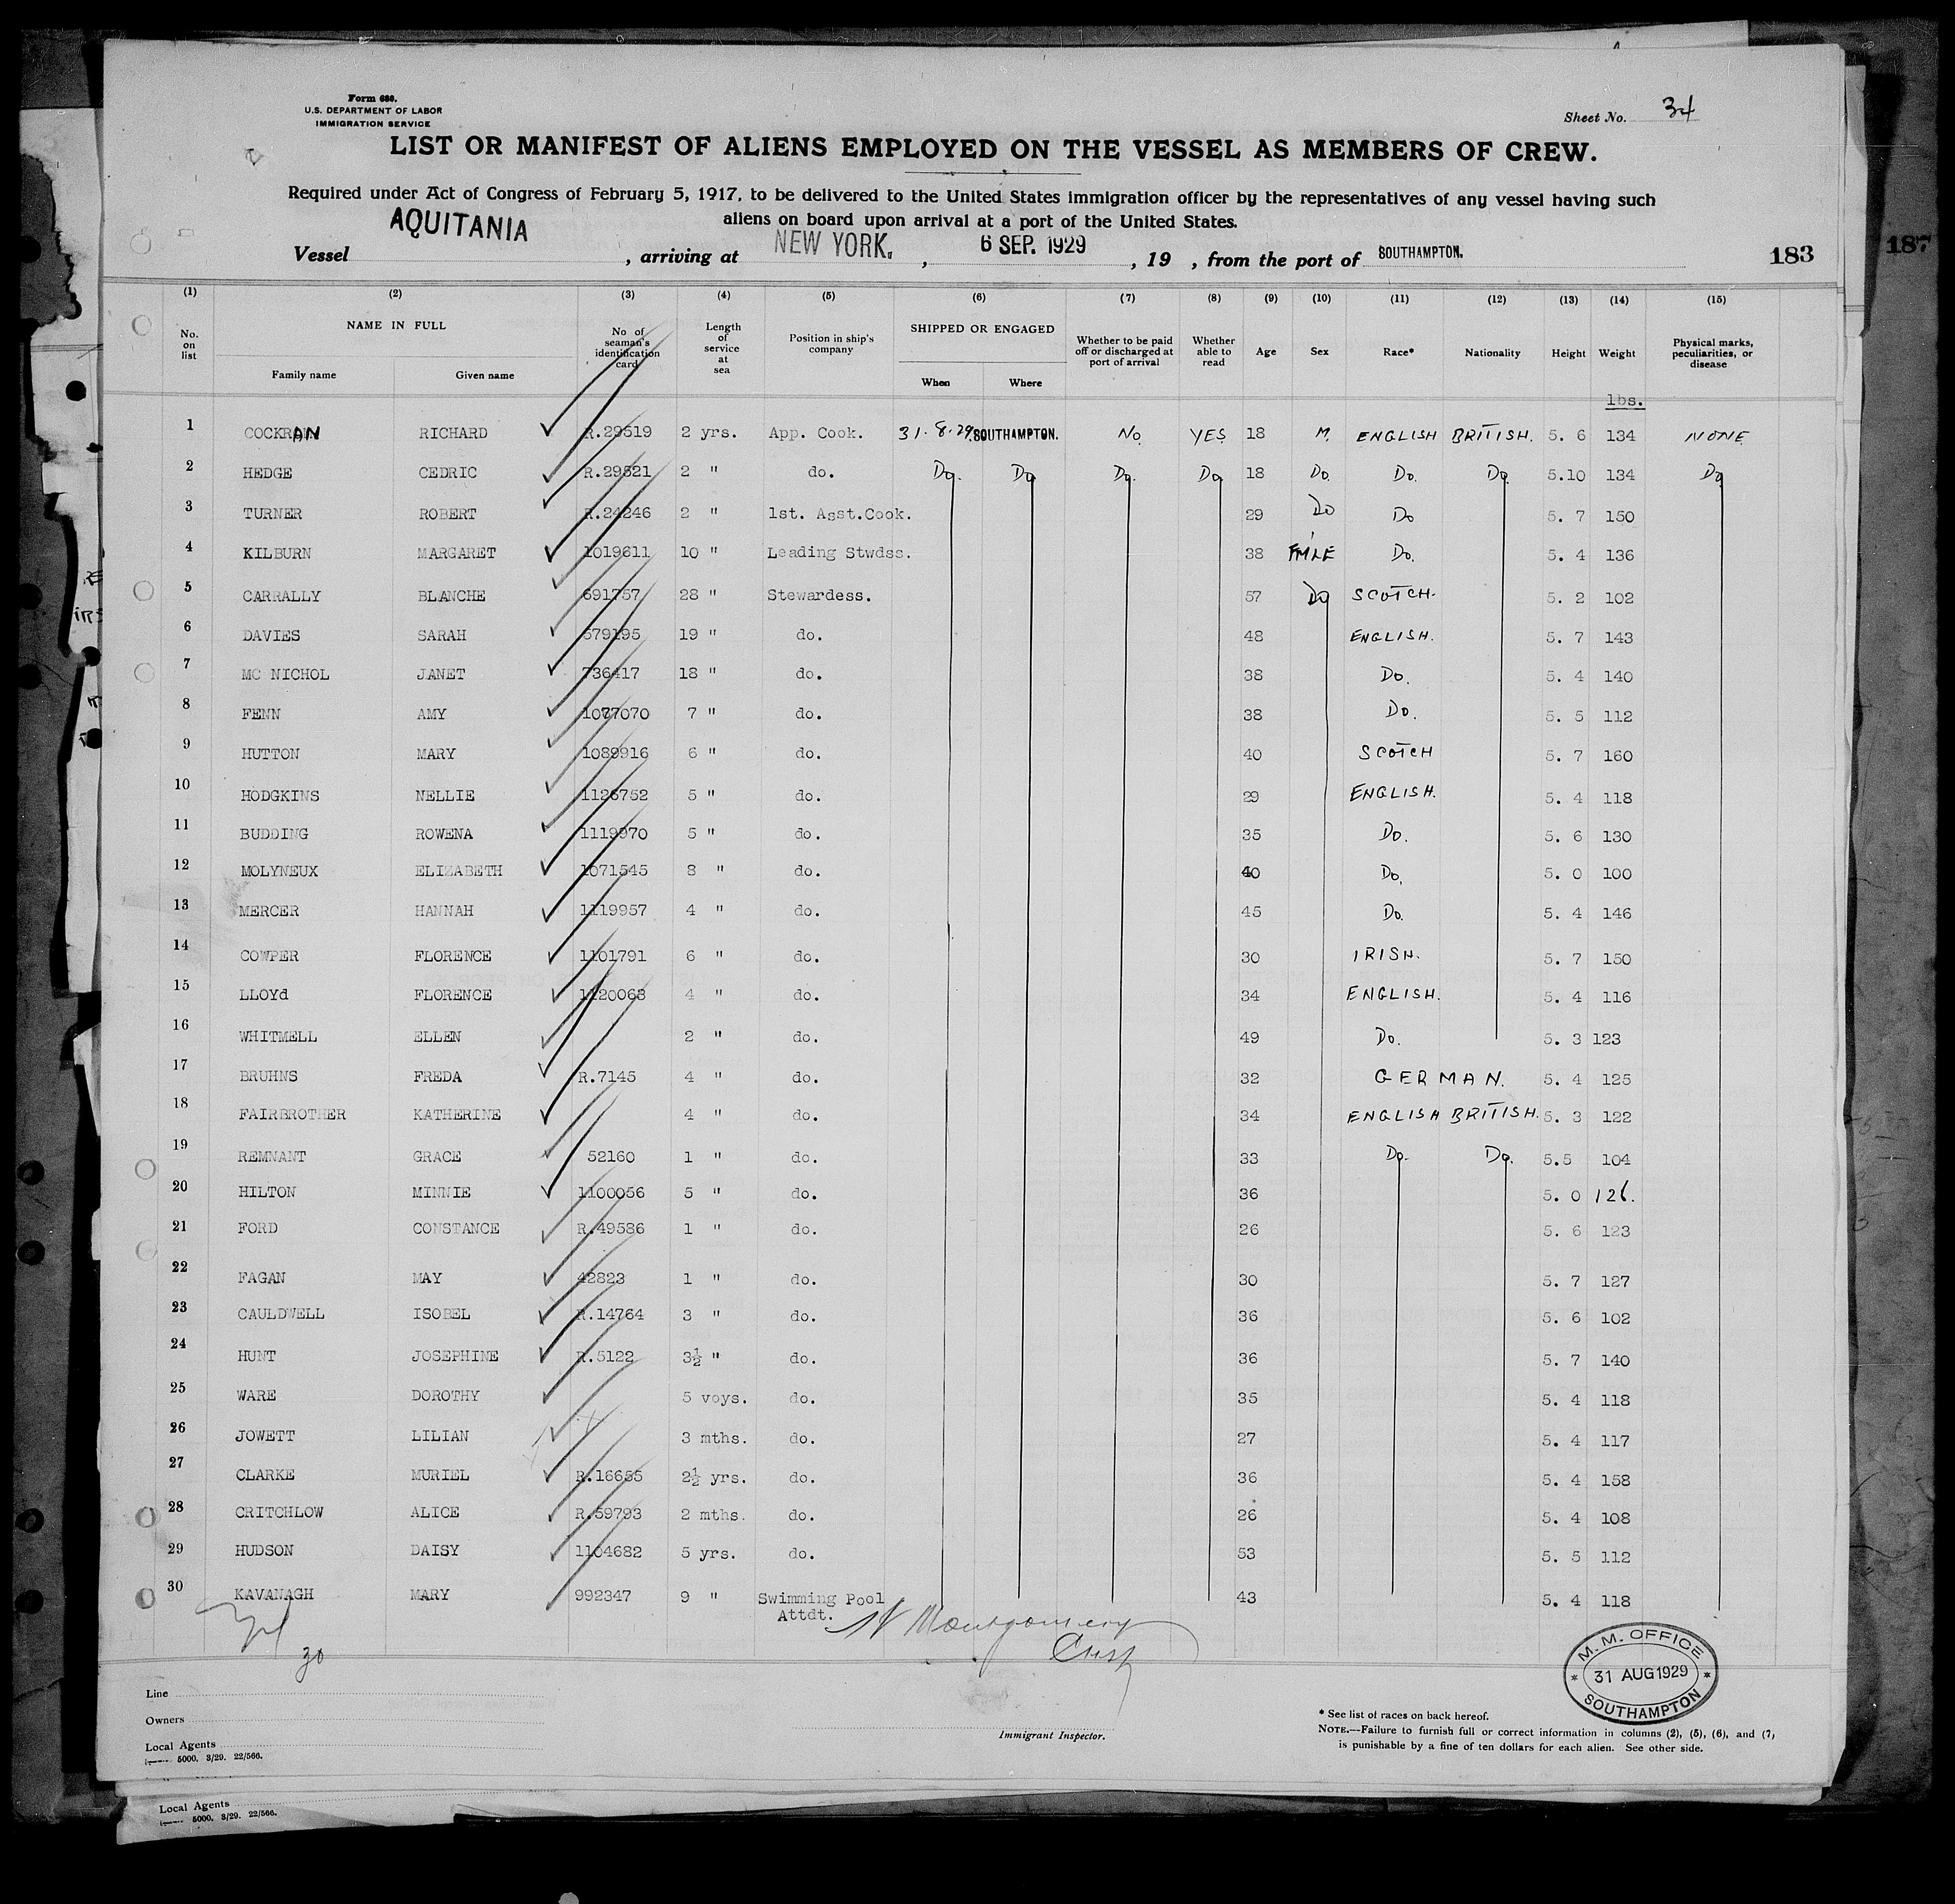 Form 680.
U.S. DEPARTMENT OF LABOR
IMMIGRATION SERVICE
Sheet No. 34
LIST OR MANIFEST OF ALIENS EMPLOYED ON THE VESSEL AS MEMBERS OF CREW.
Required under Act of Congress of February 5, 1917, to be delivered to the United States immigration officer by the representatives of any vessel having such
aliens on board upon arrival at a port of the United States.
Vessel AQUITANIA, arriving at NEW YORK., 6 SEP. 1929, 19 , from the port of SOUTHAMPTON. 183 187
(1) (2) (3) (4) (5) (6) (7) (8) (9) (10) (11) (12) (13) (14) (15)
No. on list NAME IN FULL Family name Given name No of seaman's identification card Length of service at sea Position in ship's company SHIPPED OR ENGAGED When Where Whether to be paid off or discharged at port of arrival Whether able to read Age Sex Race* Nationality Height Weight Physical marks, peculiarities, or disease
lbs.
1 COCKRAN RICHARD R.29519 2 yrs. App. Cook. 31.8.29. SOUTHAMPTON. No. YES 18 M. ENGLISH BRITISH. 5. 6 134 NONE
2 HEDGE CEDRIC R.29521 2 " do. Do. Do Do. Do 18 Do. Do. Do. 5.10 134 Do
3 TURNER ROBERT R.24246 2 " 1st. Asst.Cook. 29 Do Do 5. 7 150
4 KILBURN MARGARET 1019611 10 " Leading Stwdss. 38 FMLE Do. 5. 4 136
5 CARRALLY BLANCHE 691757 28 " Stewardess. 57 Do SCOTCH. 5. 2 102
6 DAVIES SARAH 579195 19 " do. 48 ENGLISH. 5. 7 143
7 MC NICHOL JANET 736417 18 " do. 38 Do. 5. 4 140
8 FENN AMY 1077070 7 " do. 38 Do. 5. 5 112
9 HUTTON MARY 1089916 6 " do. 40 SCOTCH 5. 7 160
10 HODGKINS NELLIE 1126752 5 " do. 29 ENGLISH. 5. 4 118
11 BUDDING ROWENA 1119970 5 " do. 35 Do. 5. 6 130
12 MOLYNEUX ELIZABETH 1071545 8 " do. 40 Do. 5. 0 100
13 MERCER HANNAH 1119957 4 " do. 45 Do. 5. 4 146
14 COWPER FLORENCE 1101791 6 " do. 30 IRISH. 5. 7 150
15 LLOYd FLORENCE 1120063 4 " do. 34 ENGLISH. 5. 4 116
16 WHITMELL ELLEN 2 " do. 49 Do. 5. 3 123
17 BRUHNS FREDA R.7145 4 " do. 32 GERMAN. 5. 4 125
18 FAIRBROTHER KATHERINE 4 " do. 34 ENGLISH BRITISH. 5. 3 122
19 REMNANT GRACE 52160 1 " do. 33 Do. Do. 5.5 104
20 HILTON MINNIE 1100056 5 " do. 36 5. 0 126.
21 FORD CONSTANCE R.49586 1 " do. 26 5. 6 123
22 FAGAN MAY 42823 1 " do. 30 5. 7 127
23 CAULDWELL ISOBEL R.14764 3 " do. 36 5. 6 102
24 HUNT JOSEPHINE R.5122 3½ " do. 36 5. 7 140
25 WARE DOROTHY 5 voys. do. 35 5. 4 118
26 JOWETT LILIAN 3 mths. do. 27 5. 4 117
27 CLARKE MURIEL R.16655 2½ yrs. do. 36 5. 4 158
28 CRITCHLOW ALICE R.59793 2 mths. do. 26 5. 4 108
29 HUDSON DAISY 1104682 5 yrs. do. 53 5. 5 112
30 KAVANAGH MARY 992347 9 " Swimming Pool Attdt. 43 5. 4 118
30
Montgomery
M.M. OFFICE
* 31 AUG 1929 *
SOUTHAMPTON
Line
Owners
Local Agents
5000. 3/29. 22/566.
Immigrant Inspector.
* See list of races on back hereof.
NOTE.—Failure to furnish full or correct information in columns (2), (5), (6), and (7,
is punishable by a fine of ten dollars for each alien. See other side.
Local Agents
5000. 3/29. 22/566.